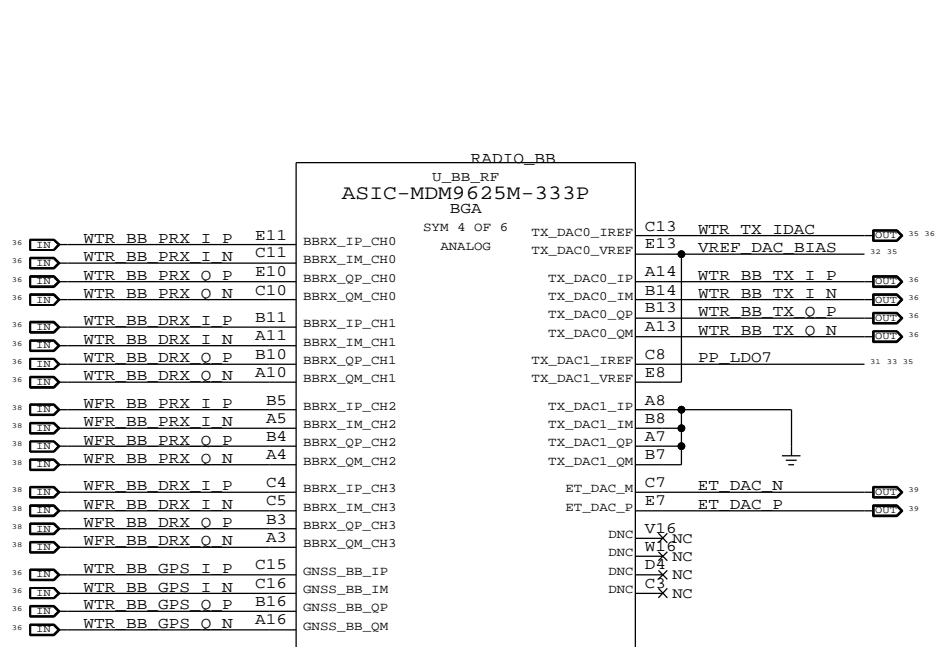 RADIO_BB
U_BB_RF
ASIC-MDM9625M-333P
BGA
SYM 4 OF 6
ANALOG
36 IN WTR_BB_PRX_I_P E11 BBRX_IP_CH0
36 IN WTR_BB_PRX_I_N C11 BBRX_IM_CH0
36 IN WTR_BB_PRX_Q_P E10 BBRX_QP_CH0
36 IN WTR_BB_PRX_Q_N C10 BBRX_QM_CH0
36 IN WTR_BB_DRX_I_P B11 BBRX_IP_CH1
36 IN WTR_BB_DRX_I_N A11 BBRX_IM_CH1
36 IN WTR_BB_DRX_Q_P B10 BBRX_QP_CH1
36 IN WTR_BB_DRX_Q_N A10 BBRX_QM_CH1
38 IN WFR_BB_PRX_I_P B5 BBRX_IP_CH2
38 IN WFR_BB_PRX_I_N A5 BBRX_IM_CH2
38 IN WFR_BB_PRX_Q_P B4 BBRX_QP_CH2
38 IN WFR_BB_PRX_Q_N A4 BBRX_QM_CH2
38 IN WFR_BB_DRX_I_P C4 BBRX_IP_CH3
38 IN WFR_BB_DRX_I_N C5 BBRX_IM_CH3
38 IN WFR_BB_DRX_Q_P B3 BBRX_QP_CH3
38 IN WFR_BB_DRX_Q_N A3 BBRX_QM_CH3
36 IN WTR_BB_GPS_I_P C15 GNSS_BB_IP
36 IN WTR_BB_GPS_I_N C16 GNSS_BB_IM
36 IN WTR_BB_GPS_Q_P B16 GNSS_BB_QP
36 IN WTR_BB_GPS_Q_N A16 GNSS_BB_QM
TX_DAC0_IREF C13 WTR_TX_IDAC OUT 35 36
TX_DAC0_VREF E13 VREF_DAC_BIAS 32 35
TX_DAC0_IP A14 WTR_BB_TX_I_P OUT 36
TX_DAC0_IM B14 WTR_BB_TX_I_N OUT 36
TX_DAC0_QP B13 WTR_BB_TX_Q_P OUT 36
TX_DAC0_QM A13 WTR_BB_TX_Q_N OUT 36
TX_DAC1_IREF C8 PP_LDO7 31 33 35
TX_DAC1_VREF E8
TX_DAC1_IP A8
TX_DAC1_IM B8
TX_DAC1_QP A7
TX_DAC1_QM B7
ET_DAC_M C7 ET_DAC_N OUT 39
ET_DAC_P E7 ET_DAC_P OUT 39
DNC V16 NC
DNC W16 NC
DNC D4 NC
DNC C3 NC